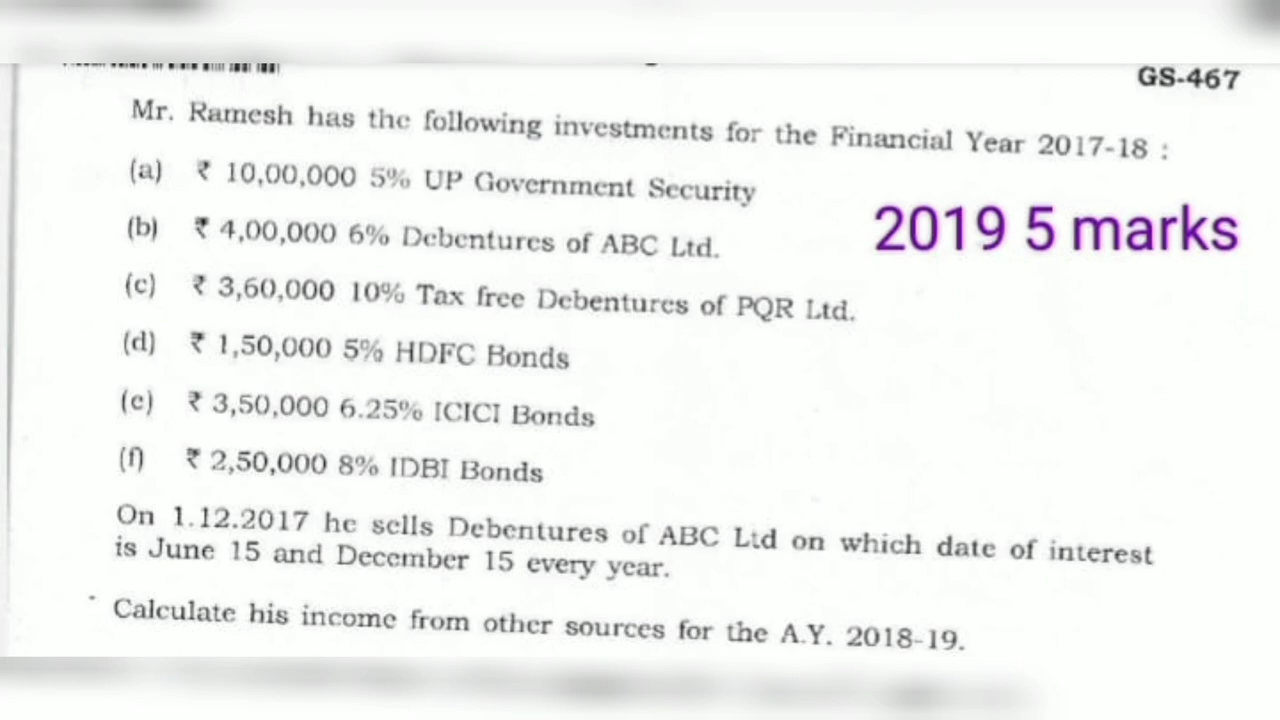 GS-467
Mr. Ramesh has the following investments for the Financial Year 2017-18 :
(a) ₹ 10,00,000 5% UP Government Security
2019 5 marks
(b) ₹ 4,00,000 6% Debentures of ABC Ltd.
(c) ₹ 3,60,000 10% Tax free Debentures of PQR Ltd.
(d) ₹ 1,50,000 5% HDFC Bonds
(e) ₹ 3,50,000 6.25% ICICI Bonds
(f) ₹ 2,50,000 8% IDBI Bonds
On 1.12.2017 he sells Debentures of ABC Ltd on which date of interest
is June 15 and December 15 every year.
Calculate his income from other sources for the A.Y. 2018-19.